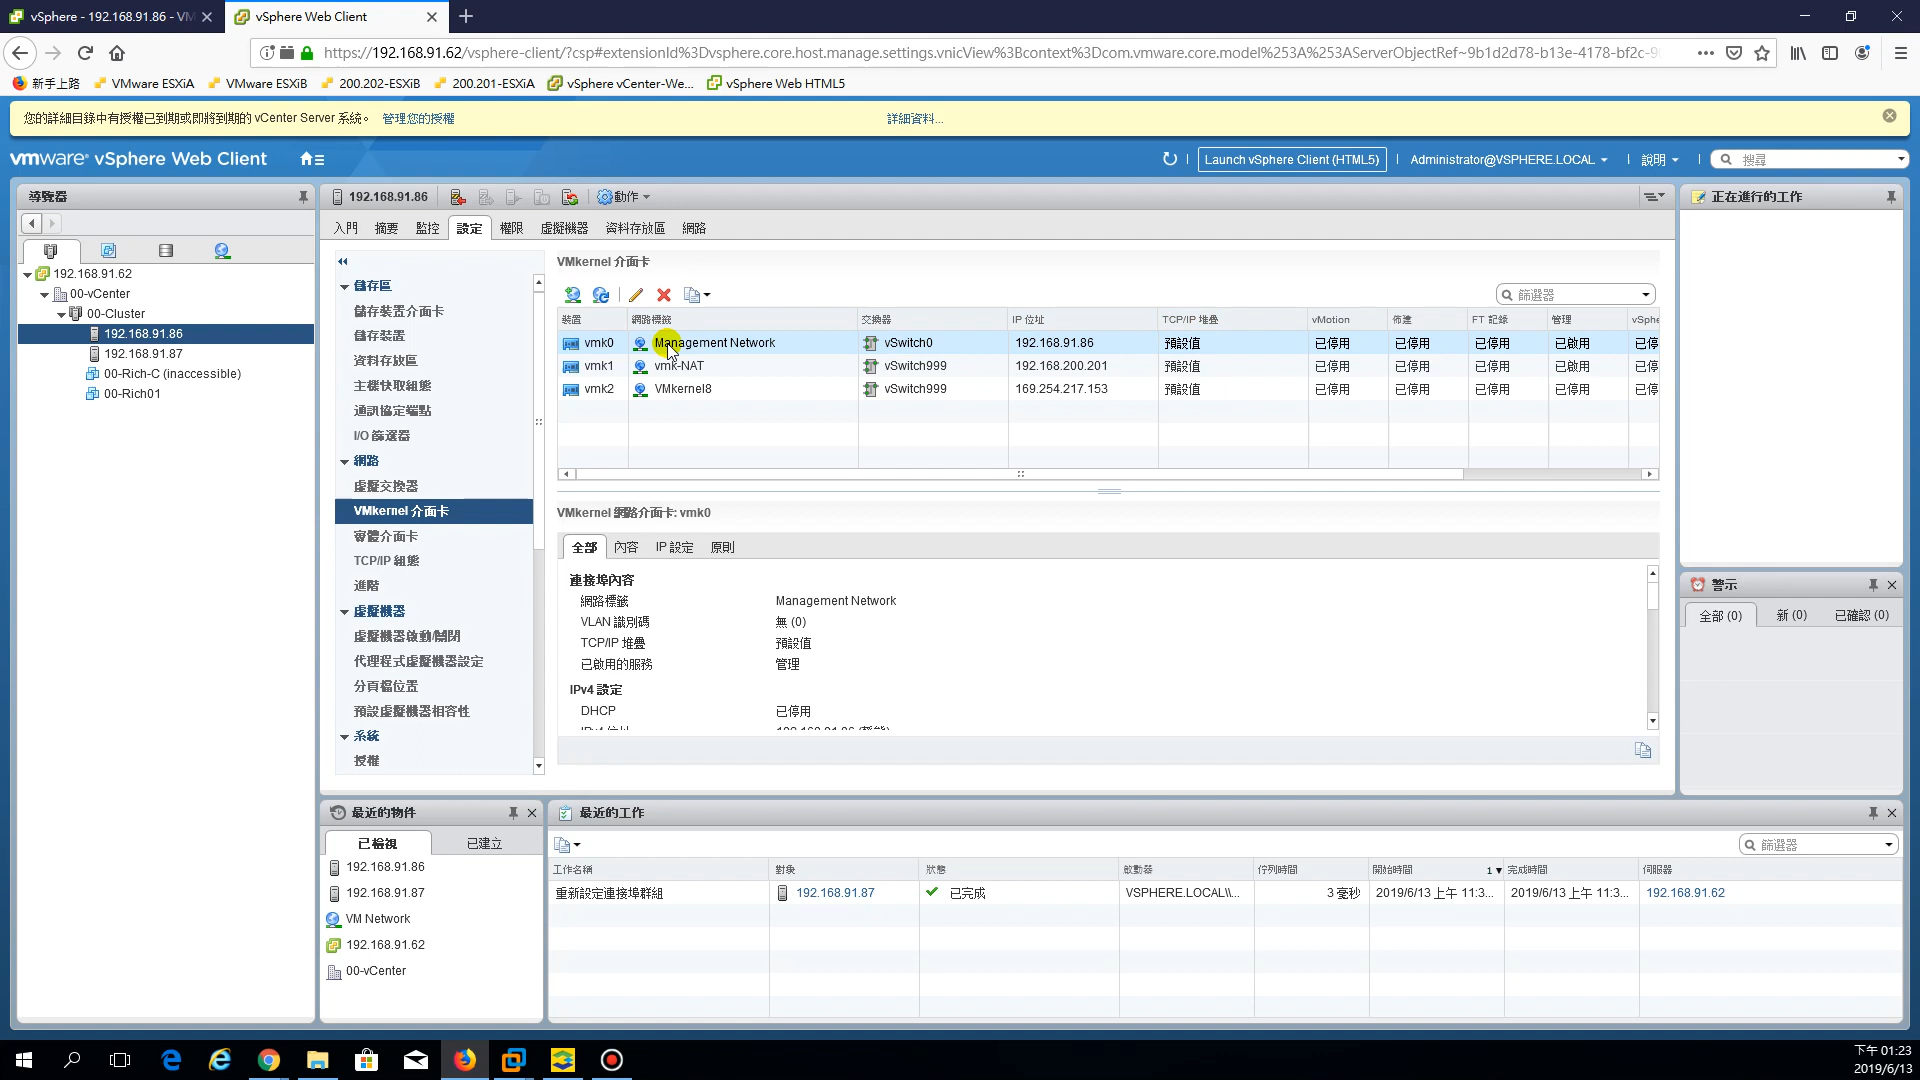 vSphere - 192.168.91.86 - VM
vSphere Web Client
https://192.168.91.62/vsphere-client/?csp#extensionId%3Dvsphere.core.host.manage.settings.vnicView%3Bcontext%3Dcom.vmware.core.model%253A%253AServerObjectRef~9b1d2d78-b13e-4178-bf2c-9
新手上路 VMware ESXiA VMware ESXiB 200.202-ESXiB 200.201-ESXiA vSphere vCenter-We... vSphere Web HTML5
您的詳細目錄中有授權已到期或即將到期的 vCenter Server 系統。 管理您的授權 詳細資料...
vmware® vSphere Web Client Launch vSphere Client (HTML5) Administrator@VSPHERE.LOCAL 說明 搜尋
導覽器
192.168.91.62
00-vCenter
00-Cluster
192.168.91.86
192.168.91.87
00-Rich-C (inaccessible)
00-Rich01
192.168.91.86 動作
入門 摘要 監控 設定 權限 虛擬機器 資料存放區 網路
儲存區
儲存裝置介面卡
儲存裝置
資料存放區
主機快取組態
通訊協定端點
I/O 篩選器
網路
虛擬交換器
VMkernel 介面卡
實體介面卡
TCP/IP 組態
進階
虛擬機器
虛擬機器啟動/關閉
代理程式虛擬機器設定
分頁檔位置
預設虛擬機器相容性
系統
授權
VMkernel 介面卡
篩選器
裝置 網路標籤 交換器 IP 位址 TCP/IP 堆疊 vMotion 佈建 FT 記錄 管理 vSphe
vmk0 Management Network vSwitch0 192.168.91.86 預設值 已停用 已停用 已停用 已啟用 已停
vmk1 vmk-NAT vSwitch999 192.168.200.201 預設值 已停用 已停用 已停用 已啟用 已停
vmk2 VMkernel8 vSwitch999 169.254.217.153 預設值 已停用 已停用 已停用 已停用 已停
VMkernel 網路介面卡: vmk0
全部 內容 IP 設定 原則
連接埠內容
網路標籤 Management Network
VLAN 識別碼 無 (0)
TCP/IP 堆疊 預設值
已啟用的服務 管理
IPv4 設定
DHCP 已停用
正在進行的工作
警示
全部 (0) 新 (0) 已確認 (0)
最近的物件
已檢視 已建立
192.168.91.86
192.168.91.87
VM Network
192.168.91.62
00-vCenter
最近的工作
篩選器
工作名稱 對象 狀態 啟動器 佇列時間 開始時間 1 完成時間 伺服器
重新設定連接埠群組 192.168.91.87 已完成 VSPHERE.LOCAL\\... 3 毫秒 2019/6/13 上午 11:3... 2019/6/13 上午 11:3... 192.168.91.62
下午 01:23
2019/6/13